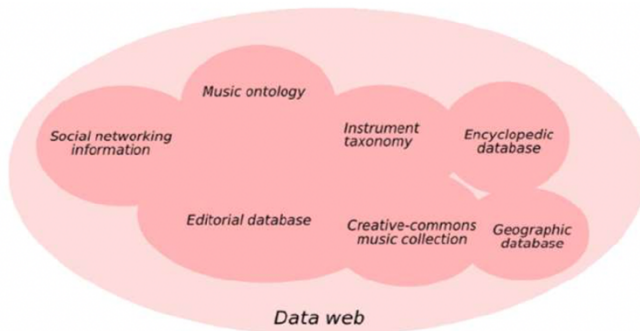 Music ontology
Social networking
information
Instrument
taxonomy
Encyclopedic
database
Editorial database
Creative-commons
music collection
Geographic
database
Data web